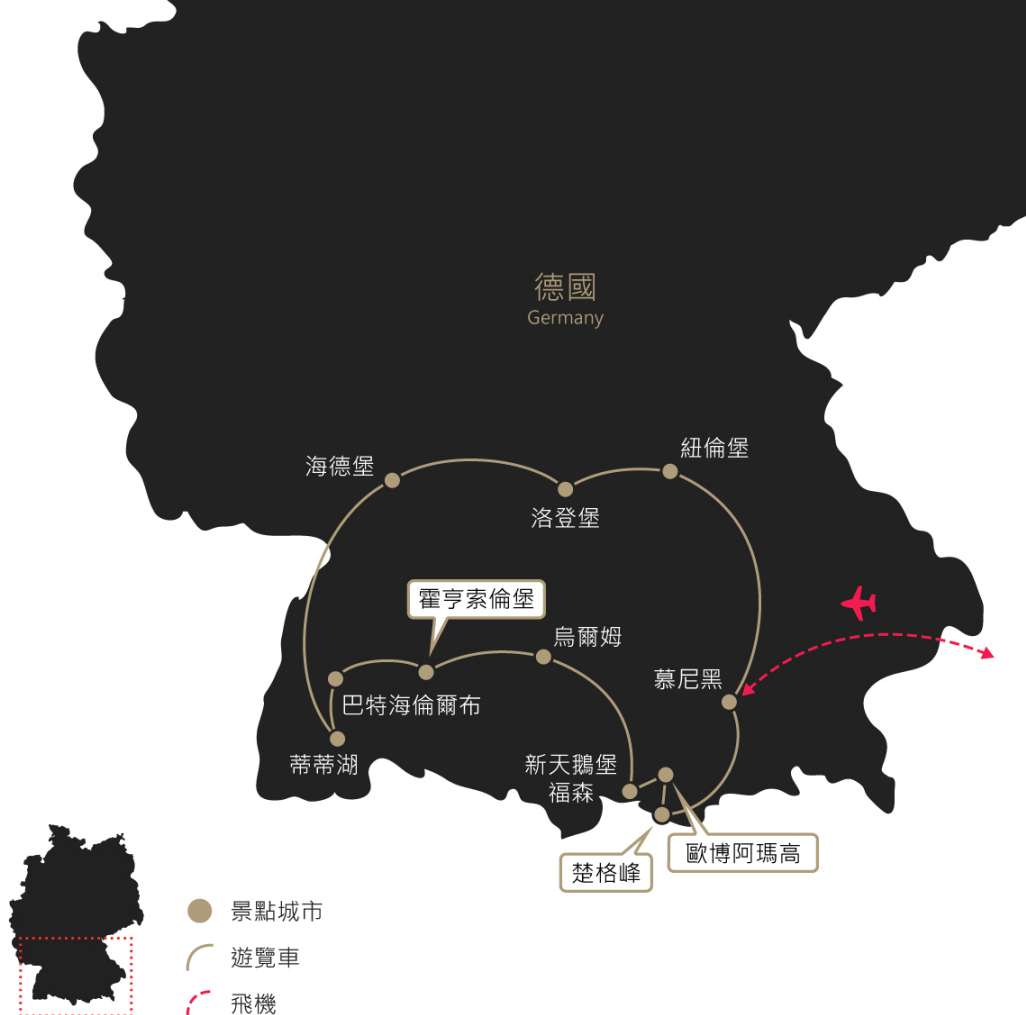 德國
Germany
紐倫堡
海德堡
洛登堡
霍亨索倫堡
烏爾姆
慕尼黑
巴特海倫爾布
蒂蒂湖
新天鵝堡
福森
歐博阿瑪高
楚格峰
景點城市
遊覽車
飛機